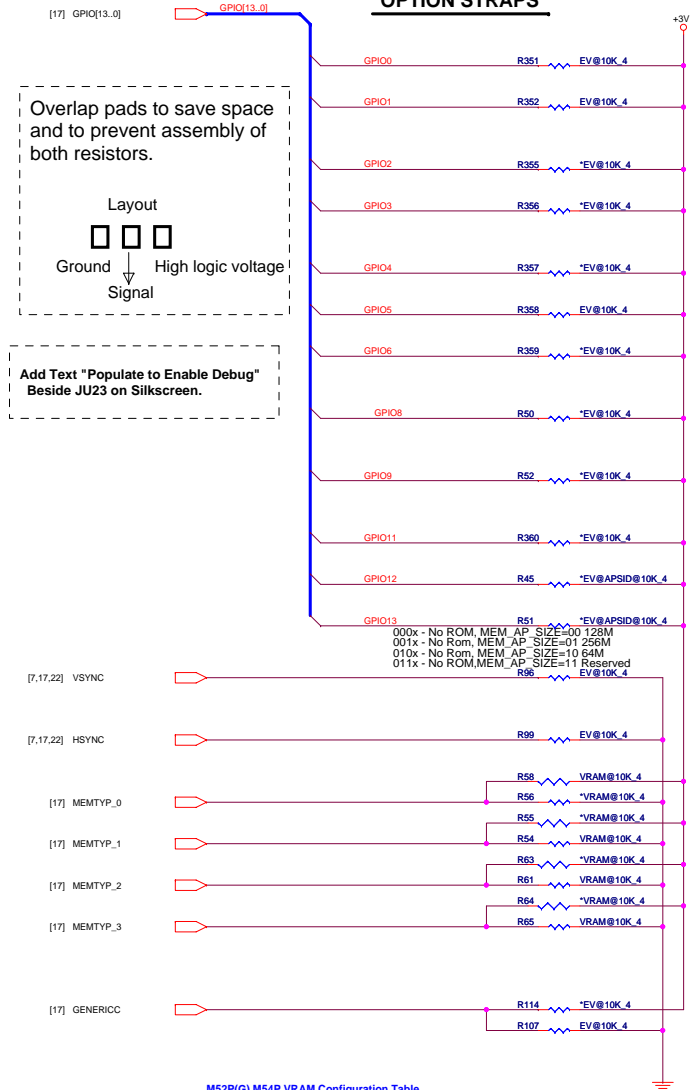 OPTION STRAPS
[17] GPIO[13..0] GPIO[13..0]
+3V
GPIO0 R351 EV@10K_4
GPIO1 R352 EV@10K_4
GPIO2 R355 *EV@10K_4
GPIO3 R356 *EV@10K_4
GPIO4 R357 *EV@10K_4
GPIO5 R358 EV@10K_4
GPIO6 R359 *EV@10K_4
GPIO8 R50 *EV@10K_4
GPIO9 R52 *EV@10K_4
GPIO11 R360 *EV@10K_4
GPIO12 R45 *EV@APSID@10K_4
GPIO13 R51 *EV@APSID@10K_4
Overlap pads to save space
and to prevent assembly of
both resistors.
Layout
Ground High logic voltage
Signal
Add Text "Populate to Enable Debug"
Beside JU23 on Silkscreen.
000x - No ROM, MEM_AP_SIZE=00 128M
001x - No Rom, MEM_AP_SIZE=01 256M
010x - No Rom, MEM_AP_SIZE=10 64M
011x - No ROM,MEM_AP_SIZE=11 Reserved
[7,17,22] VSYNC R96 EV@10K_4
[7,17,22] HSYNC R99 EV@10K_4
R58 VRAM@10K_4
[17] MEMTYP_0 R56 *VRAM@10K_4
R55 *VRAM@10K_4
[17] MEMTYP_1 R54 VRAM@10K_4
R63 *VRAM@10K_4
[17] MEMTYP_2 R61 VRAM@10K_4
R64 *VRAM@10K_4
[17] MEMTYP_3 R65 VRAM@10K_4
[17] GENERICC R114 *EV@10K_4
R107 EV@10K_4
M52P(G) M54P VRAM Configuration Table